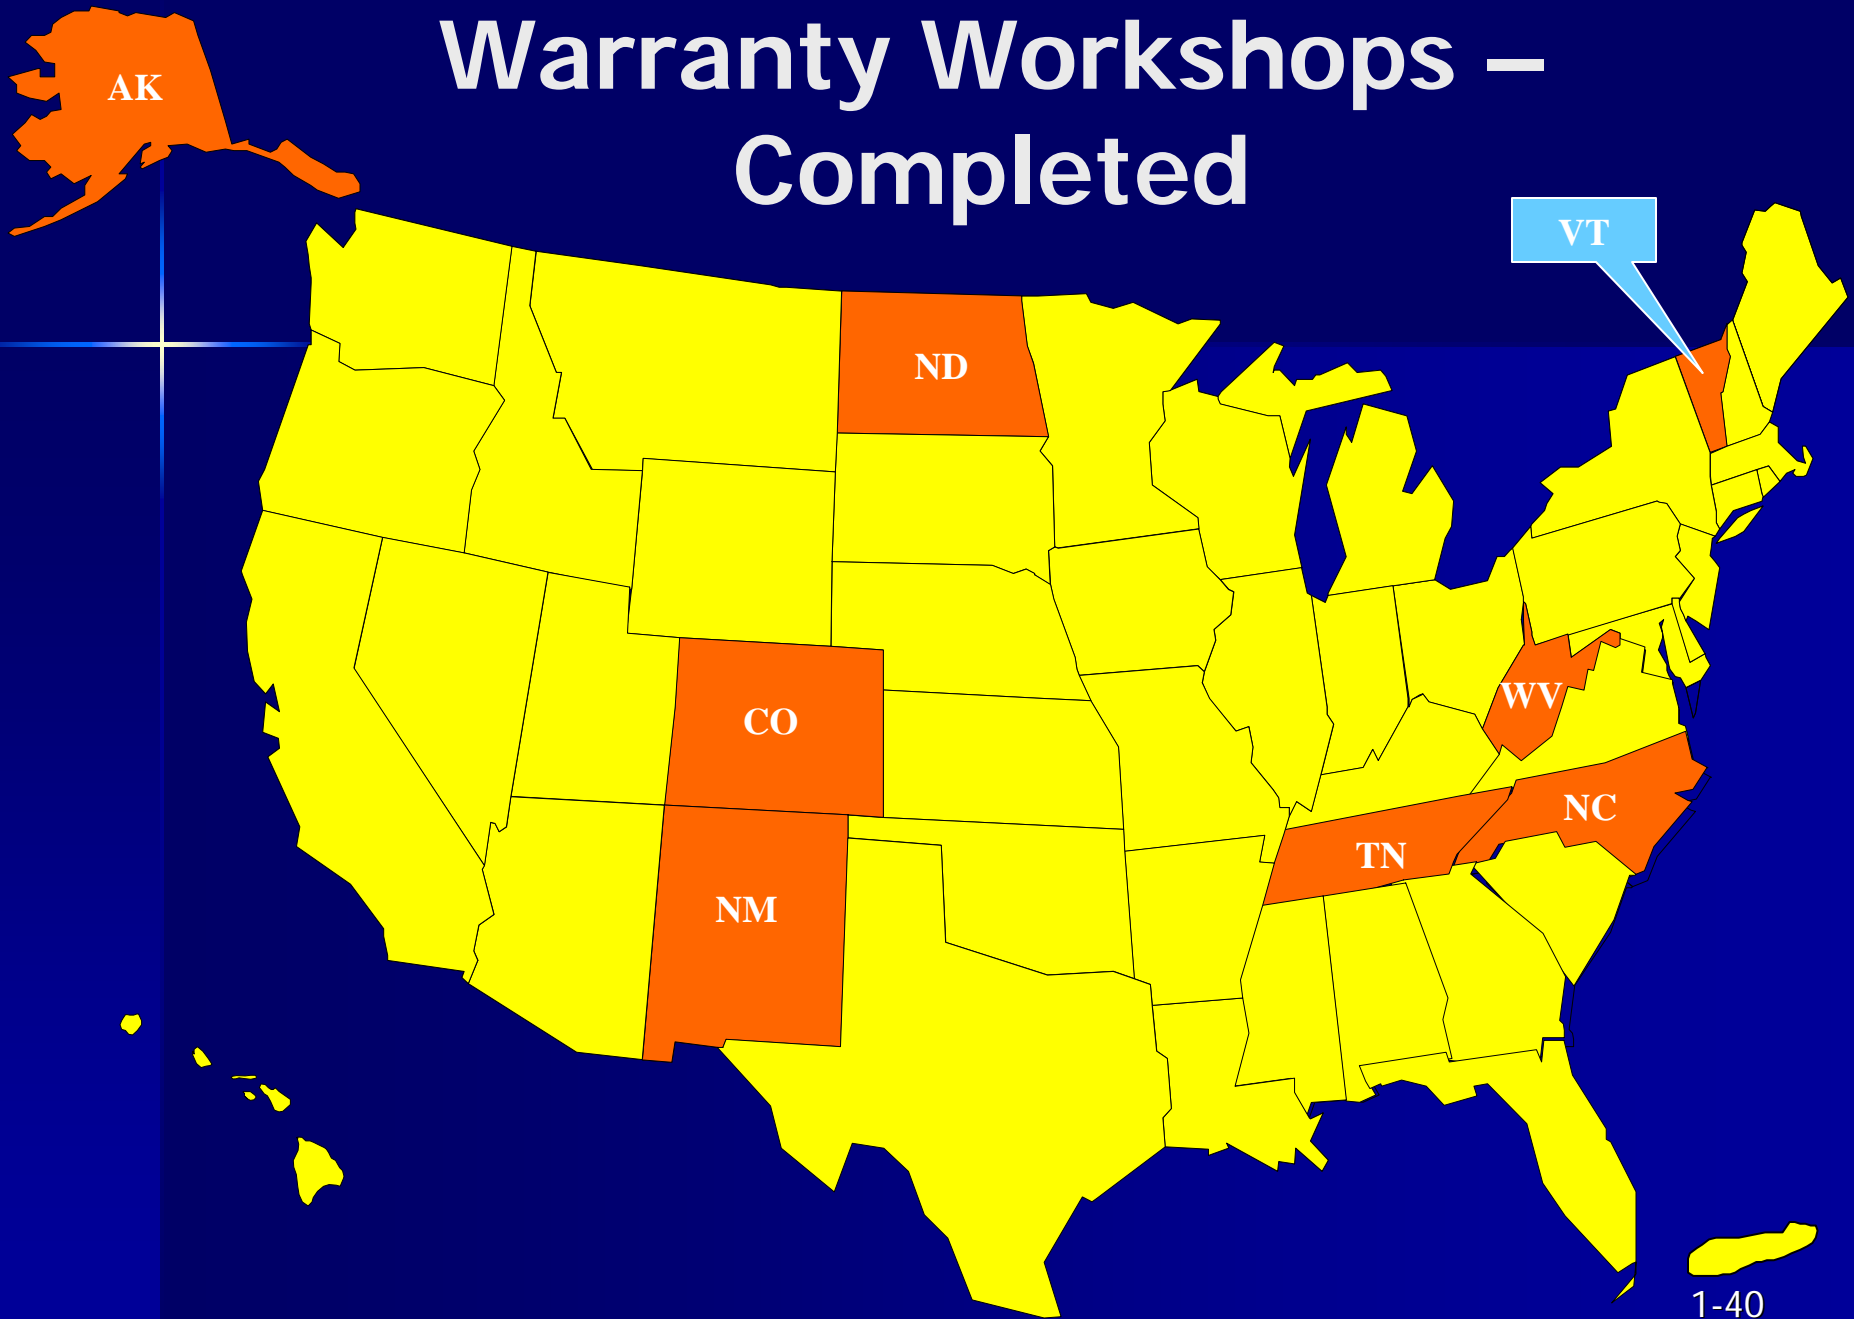 Warranty Workshops –
Completed
AK
VT
ND
WV
CO
NC
TN
NM
1-40